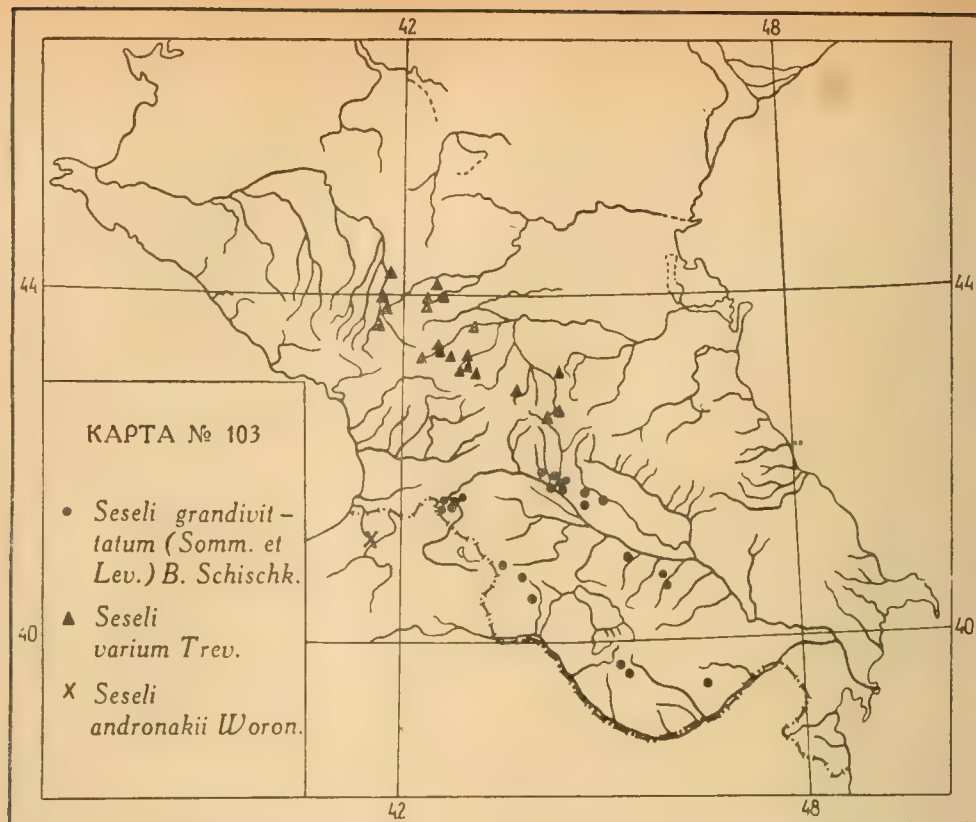 42 48
44 44
КАРТА № 103
• Seseli grandivit-
tatum (Somm. et
Lev.) B. Schischk.
▲ Seseli
varium Trev.
× Seseli
andronakii Woron.
40 40
42 48